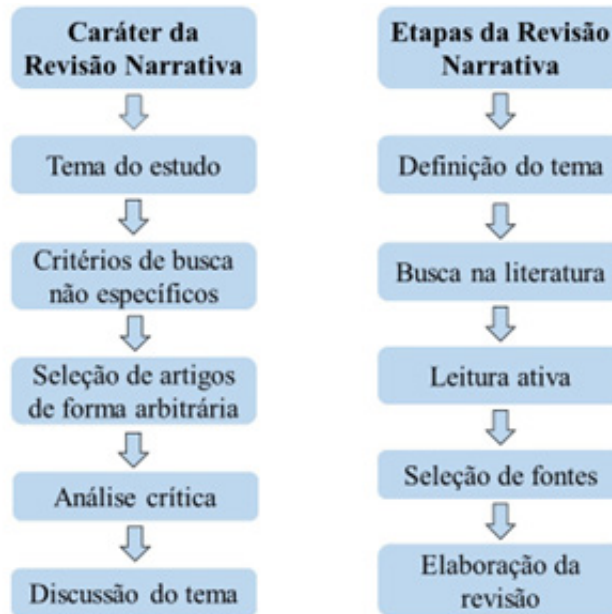 Caráter da
Revisão Narrativa
Tema do estudo
Critérios de busca
não específicos
Seleção de artigos
de forma arbitrária
Análise crítica
Discussão do tema
Etapas da Revisão
Narrativa
Definição do tema
Busca na literatura
Leitura ativa
Seleção de fontes
Elaboração da
revisão